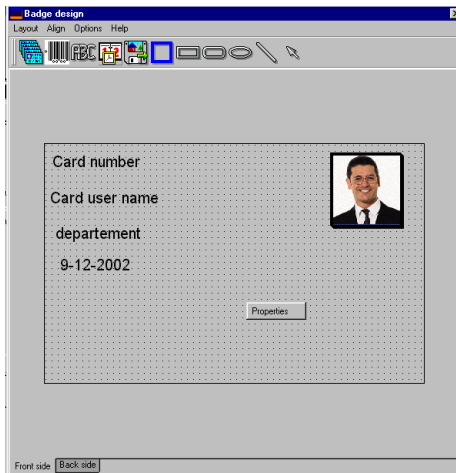 Badge design
Layout Align Options Help
ABC
Card number
Card user name
departement
9-12-2002
Properties
Front side Back side